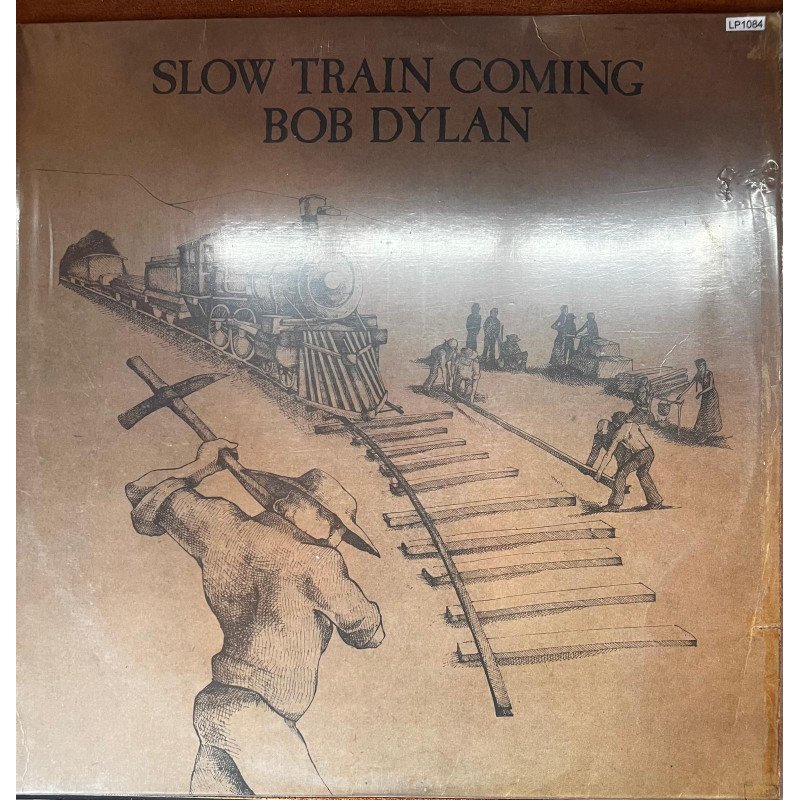 LP1084
SLOW TRAIN COMING
BOB DYLAN